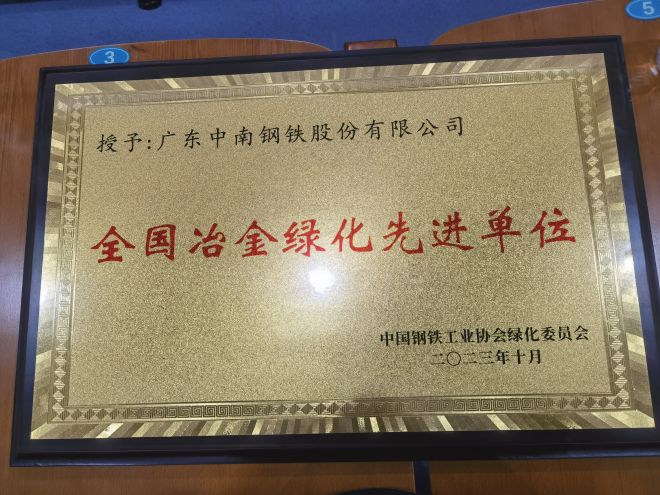 3
5
授予:广东中南钢铁股份有限公司
全国冶金绿化先进单位
中国钢铁工业协会绿化委员会
二〇二三年十月